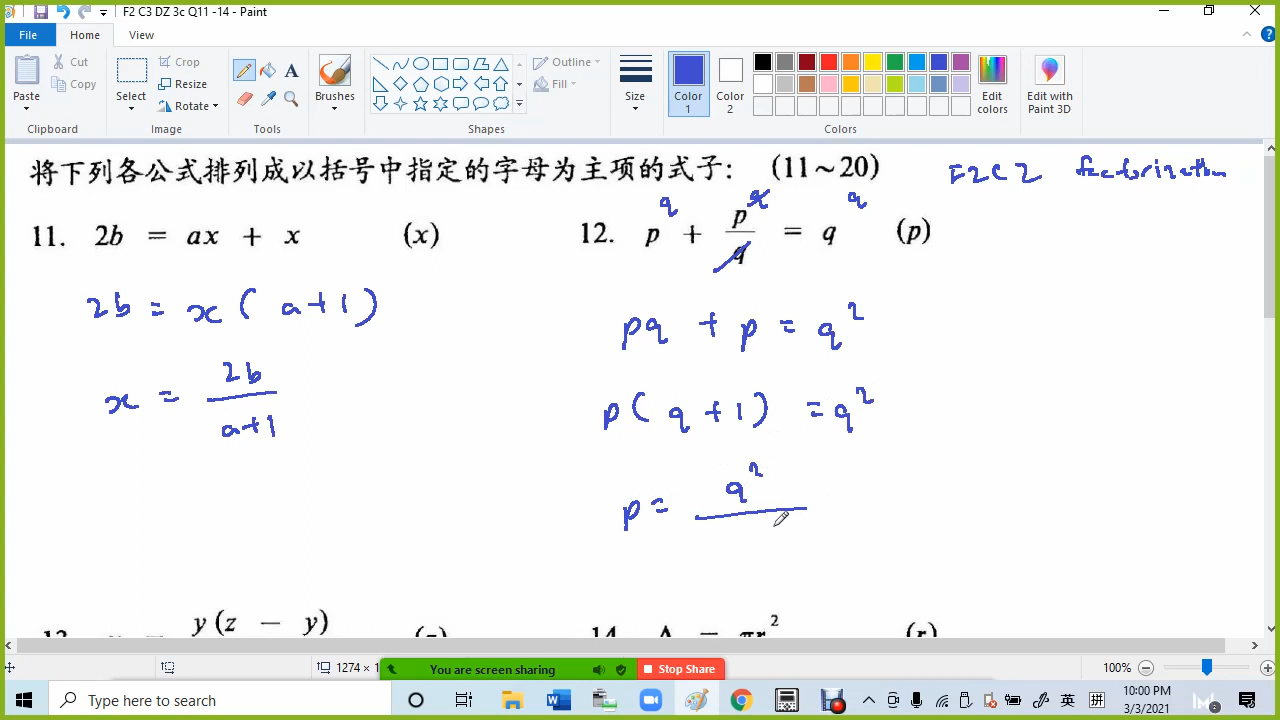 F2 C3 DZ 3c Q11 -14 - Paint
File Home View
Paste Cut Copy Clipboard
Select Crop Resize Rotate Image
Tools
Brushes
Outline Fill Shapes
Size
Color 1 Color 2 Edit colors Colors
Edit with Paint 3D
将下列各公式排列成以括号中指定的字母为主项的式子: (11~20) F2C2 factorization
11. 2b = ax + x (x)
2b = x ( a+1 )
x = 2b / a+1
12. p q + p q / q = q q (p)
pq + p = q²
p ( q + 1 ) = q²
p = q²
y (z − y)
14 A = πr² (r)
1274 × 1 100%
You are screen sharing Stop Share
Type here to search
英 拼 10:00 PM
3/3/2021